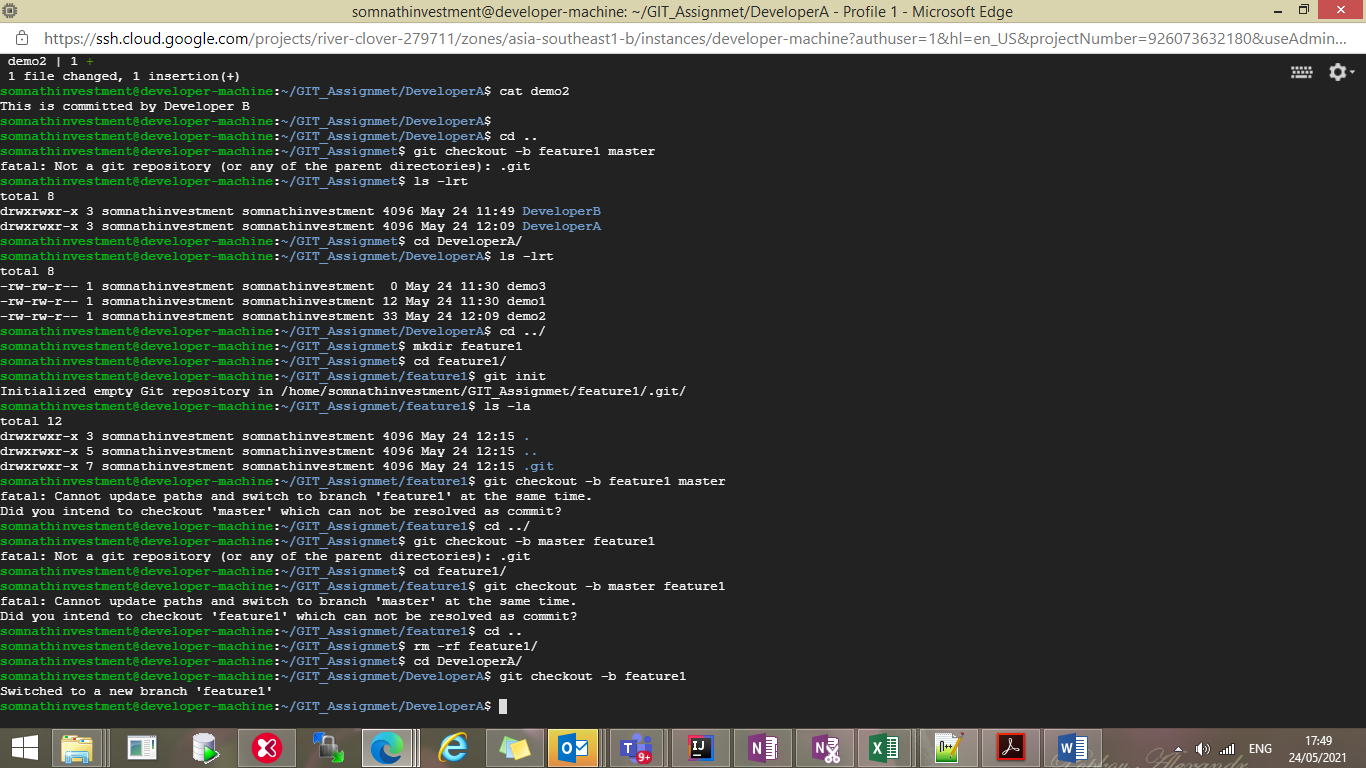 somnathinvestment@developer-machine: ~/GIT_Assignmet/DeveloperA - Profile 1 - Microsoft Edge
https://ssh.cloud.google.com/projects/river-clover-279711/zones/asia-southeast1-b/instances/developer-machine?authuser=1&hl=en_US&projectNumber=926073632180&useAdmin...
demo2 | 1 +
1 file changed, 1 insertion(+)
somnathinvestment@developer-machine:~/GIT_Assignmet/DeveloperA$ cat demo2
This is committed by Developer B
somnathinvestment@developer-machine:~/GIT_Assignmet/DeveloperA$
somnathinvestment@developer-machine:~/GIT_Assignmet/DeveloperA$ cd ..
somnathinvestment@developer-machine:~/GIT_Assignmet$ git checkout -b feature1 master
fatal: Not a git repository (or any of the parent directories): .git
somnathinvestment@developer-machine:~/GIT_Assignmet$ ls -lrt
total 8
drwxrwxr-x 3 somnathinvestment somnathinvestment 4096 May 24 11:49 DeveloperB
drwxrwxr-x 3 somnathinvestment somnathinvestment 4096 May 24 12:09 DeveloperA
somnathinvestment@developer-machine:~/GIT_Assignmet$ cd DeveloperA/
somnathinvestment@developer-machine:~/GIT_Assignmet/DeveloperA$ ls -lrt
total 8
-rw-rw-r-- 1 somnathinvestment somnathinvestment  0 May 24 11:30 demo3
-rw-rw-r-- 1 somnathinvestment somnathinvestment 12 May 24 11:30 demo1
-rw-rw-r-- 1 somnathinvestment somnathinvestment 33 May 24 12:09 demo2
somnathinvestment@developer-machine:~/GIT_Assignmet/DeveloperA$ cd ../
somnathinvestment@developer-machine:~/GIT_Assignmet$ mkdir feature1
somnathinvestment@developer-machine:~/GIT_Assignmet$ cd feature1/
somnathinvestment@developer-machine:~/GIT_Assignmet/feature1$ git init
Initialized empty Git repository in /home/somnathinvestment/GIT_Assignmet/feature1/.git/
somnathinvestment@developer-machine:~/GIT_Assignmet/feature1$ ls -la
total 12
drwxrwxr-x 3 somnathinvestment somnathinvestment 4096 May 24 12:15 .
drwxrwxr-x 5 somnathinvestment somnathinvestment 4096 May 24 12:15 ..
drwxrwxr-x 7 somnathinvestment somnathinvestment 4096 May 24 12:15 .git
somnathinvestment@developer-machine:~/GIT_Assignmet/feature1$ git checkout -b feature1 master
fatal: Cannot update paths and switch to branch 'feature1' at the same time.
Did you intend to checkout 'master' which can not be resolved as commit?
somnathinvestment@developer-machine:~/GIT_Assignmet/feature1$ cd ../
somnathinvestment@developer-machine:~/GIT_Assignmet$ git checkout -b master feature1
fatal: Not a git repository (or any of the parent directories): .git
somnathinvestment@developer-machine:~/GIT_Assignmet$ cd feature1/
somnathinvestment@developer-machine:~/GIT_Assignmet/feature1$ git checkout -b master feature1
fatal: Cannot update paths and switch to branch 'master' at the same time.
Did you intend to checkout 'feature1' which can not be resolved as commit?
somnathinvestment@developer-machine:~/GIT_Assignmet/feature1$ cd ..
somnathinvestment@developer-machine:~/GIT_Assignmet$ rm -rf feature1/
somnathinvestment@developer-machine:~/GIT_Assignmet$ cd DeveloperA/
somnathinvestment@developer-machine:~/GIT_Assignmet/DeveloperA$ git checkout -b feature1
Switched to a new branch 'feature1'
somnathinvestment@developer-machine:~/GIT_Assignmet/DeveloperA$
9+
ENG
17:49
24/05/2021